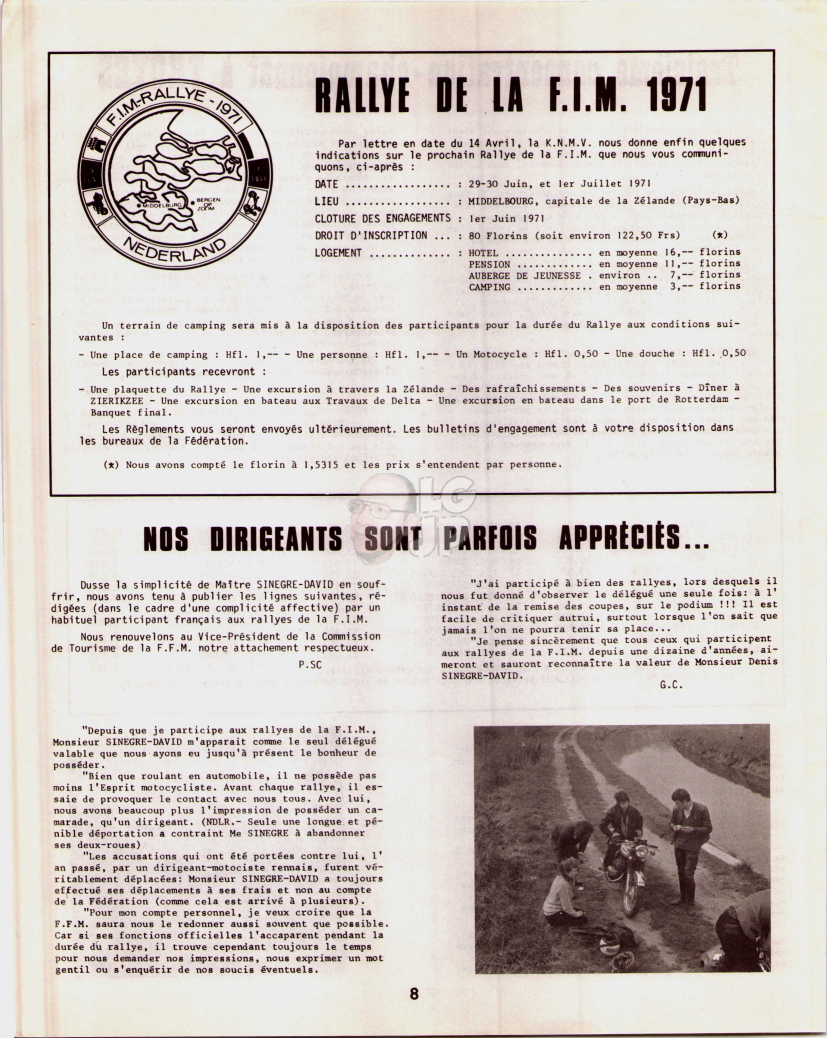 F.I.M.-RALLYE - 1971
MIDDELBURG
BERGEN
OP
ZOOM
NEDERLAND
RALLYE DE LA F.I.M. 1971
Par lettre en date du 14 Avril, la K.N.M.V. nous donne enfin quelques
indications sur le prochain Rallye de la F.I.M. que nous vous communi-
quons, ci-après :
DATE .................. : 29-30 Juin, et 1er Juillet 1971
LIEU .................. : MIDDELBOURG, capitale de la Zélande (Pays-Bas)
CLOTURE DES ENGAGEMENTS : 1er Juin 1971
DROIT D'INSCRIPTION ... : 80 Florins (soit environ 122,50 Frs) (*)
LOGEMENT .............. : HOTEL ............... en moyenne 16,-- florins
PENSION ............. en moyenne 11,-- florins
AUBERGE DE JEUNESSE . environ .. 7,-- florins
CAMPING ............. en moyenne 3,-- florins
Un terrain de camping sera mis à la disposition des participants pour la durée du Rallye aux conditions sui-
vantes :
- Une place de camping : Hfl. 1,-- - Une personne : Hfl. 1,-- - Un Motocycle : Hfl. 0,50 - Une douche : Hfl. 0,50
Les participants recevront :
- Une plaquette du Rallye - Une excursion à travers la Zélande - Des rafraîchissements - Des souvenirs - Dîner à
ZIERIKZEE - Une excursion en bateau aux Travaux de Delta - Une excursion en bateau dans le port de Rotterdam -
Banquet final.
Les Règlements vous seront envoyés ultérieurement. Les bulletins d'engagement sont à votre disposition dans
les bureaux de la Fédération.
(*) Nous avons compté le florin à 1,5315 et les prix s'entendent par personne.
LG
UP
NOS DIRIGEANTS SONT PARFOIS APPRÉCIÉS...
Dusse la simplicité de Maître SINEGRE-DAVID en souf-
frir, nous avons tenu à publier les lignes suivantes, ré-
digées (dans le cadre d'une complicité affective) par un
habituel participant français aux rallyes de la F.I.M.
Nous renouvelons au Vice-Président de la Commission
de Tourisme de la F.F.M. notre attachement respectueux.
P.SC
"Depuis que je participe aux rallyes de la F.I.M.,
Monsieur SINEGRE-DAVID m'apparait comme le seul délégué
valable que nous ayons eu jusqu'à présent le bonheur de
posséder.
"Bien que roulant en automobile, il ne possède pas
moins l'Esprit motocycliste. Avant chaque rallye, il es-
saie de provoquer le contact avec nous tous. Avec lui,
nous avons beaucoup plus l'impression de posséder un ca-
marade, qu'un dirigeant. (NDLR.- Seule une longue et pé-
nible déportation a contraint Me SINEGRE à abandonner
ses deux-roues)
"Les accusations qui ont été portées contre lui, l'
an passé, par un dirigeant-motociste rennais, furent vé-
ritablement déplacées: Monsieur SINEGRE-DAVID a toujours
effectué ses déplacements à ses frais et non au compte
de la Fédération (comme cela est arrivé à plusieurs).
"Pour mon compte personnel, je veux croire que la
F.F.M. saura nous le redonner aussi souvent que possible.
Car si ses fonctions officielles l'accaparent pendant la
durée du rallye, il trouve cependant toujours le temps
pour nous demander nos impressions, nous exprimer un mot
gentil ou s'enquérir de nos soucis éventuels.
"J'ai participé à bien des rallyes, lors desquels il
nous fut donné d'observer le délégué une seule fois: à l'
instant de la remise des coupes, sur le podium !!! Il est
facile de critiquer autrui, surtout lorsque l'on sait que
jamais l'on ne pourra tenir sa place...
"Je pense sincèrement que tous ceux qui participent
aux rallyes de la F.I.M. depuis une dizaine d'années, ai-
meront et sauront reconnaître la valeur de Monsieur Denis
SINEGRE-DAVID.
G.C.
8